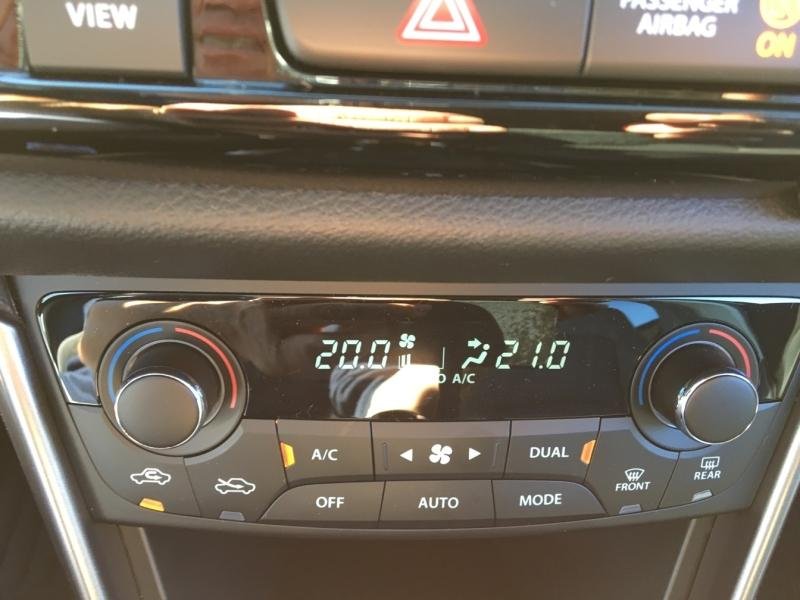 VIEW
PASSENGER
AIRBAG
ON
20.0 21.0
A/C
A/C
DUAL
FRONT
REAR
OFF
AUTO
MODE